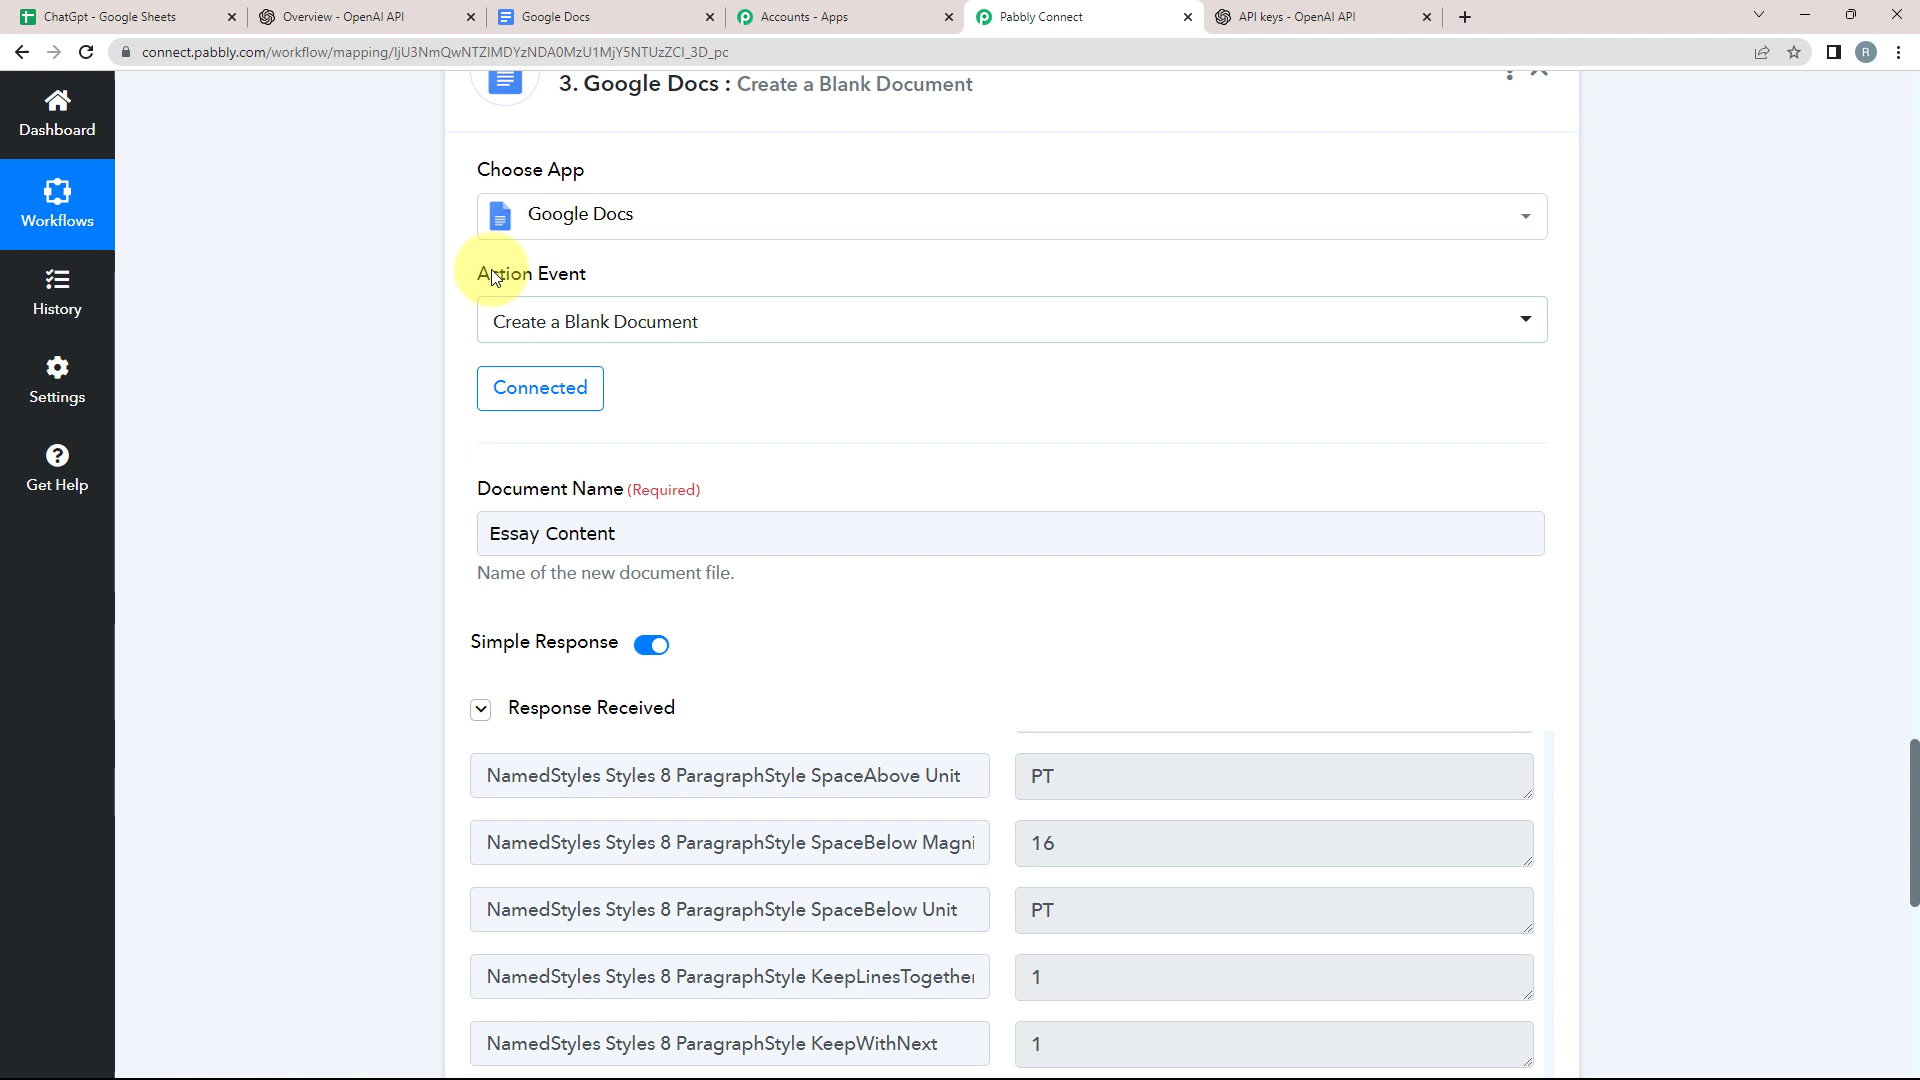 ChatGpt - Google Sheets
Overview - OpenAI API
Google Docs
Accounts - Apps
Pabbly Connect
API keys - OpenAI API
connect.pabbly.com/workflow/mapping/IjU3NmQwNTZlMDYzNDA0MzU1MjY5NTUzZCI_3D_pc
R
Dashboard
Workflows
History
Settings
Get Help
3. Google Docs : Create a Blank Document
Choose App
Google Docs
Action Event
Create a Blank Document
Connected
Document Name (Required)
Essay Content
Name of the new document file.
Simple Response
Response Received
NamedStyles Styles 8 ParagraphStyle SpaceAbove Unit
PT
NamedStyles Styles 8 ParagraphStyle SpaceBelow Magni
16
NamedStyles Styles 8 ParagraphStyle SpaceBelow Unit
PT
NamedStyles Styles 8 ParagraphStyle KeepLinesTogether
1
NamedStyles Styles 8 ParagraphStyle KeepWithNext
1